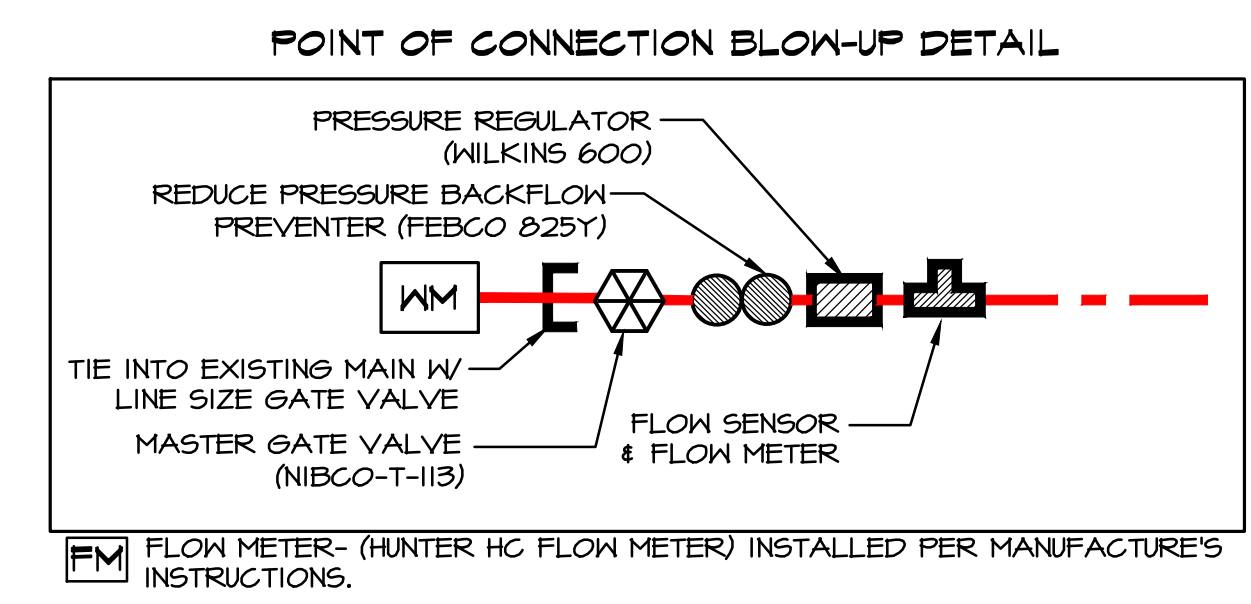 POINT OF CONNECTION BLOW-UP DETAIL
PRESSURE REGULATOR
(WILKINS 600)
REDUCE PRESSURE BACKFLOW
PREVENTER (FEBCO 825Y)
WM
TIE INTO EXISTING MAIN W/
LINE SIZE GATE VALVE
MASTER GATE VALVE
(NIBCO-T-113)
FLOW SENSOR
& FLOW METER
FM
FLOW METER- (HUNTER HC FLOW METER) INSTALLED PER MANUFACTURE'S
INSTRUCTIONS.